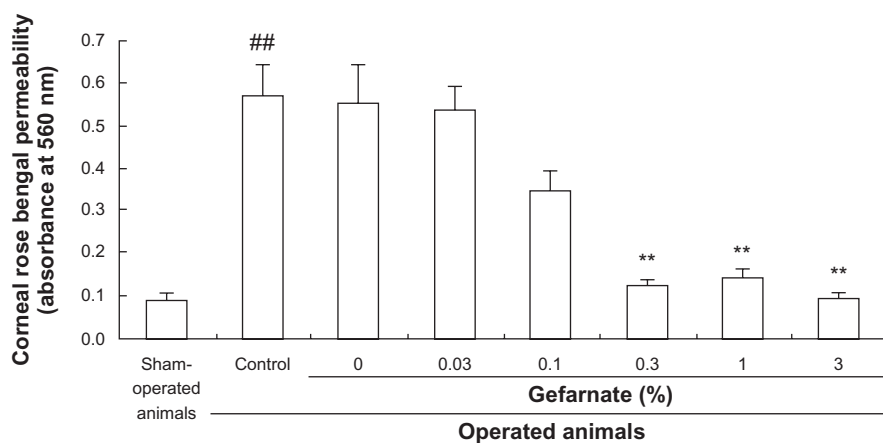 Corneal rose bengal permeability
(absorbance at 560 nm)
0.7
0.6
0.5
0.4
0.3
0.2
0.1
0.0
##
**
**
**
Sham-
operated
animals
Control
0
0.03
0.1
0.3
1
3
Gefarnate (%)
Operated animals